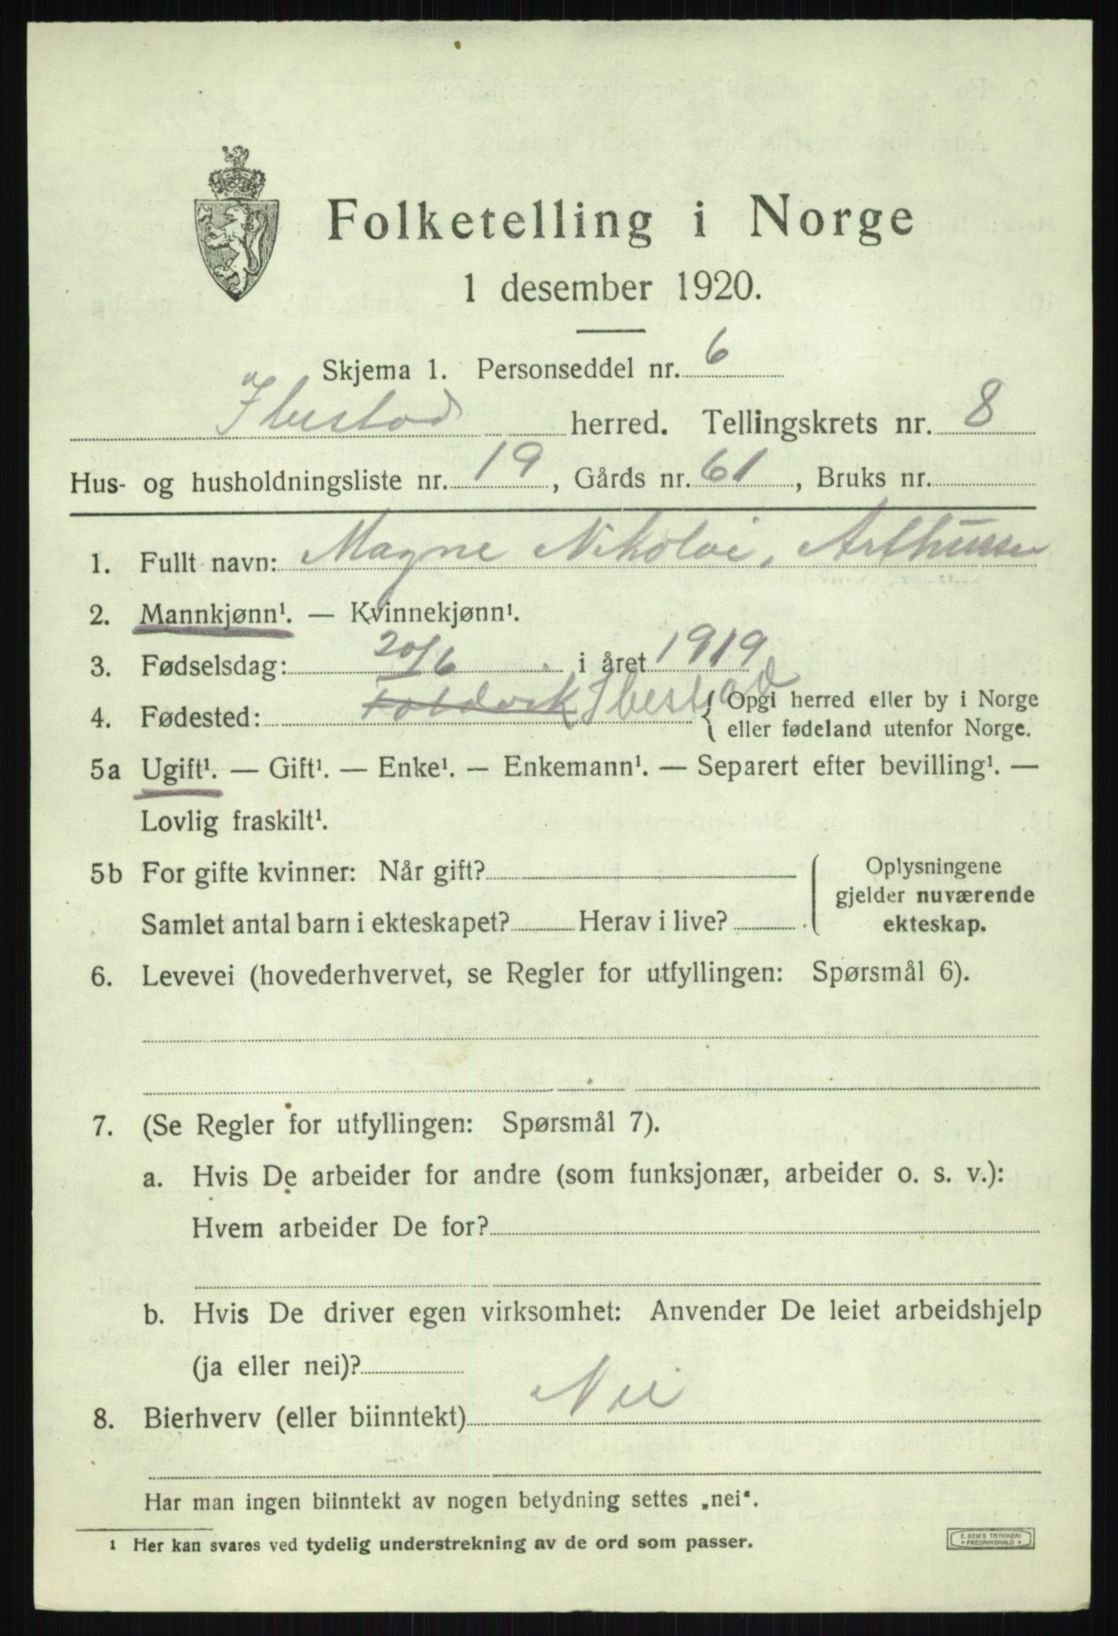 Folketelling i Norge
1 desember 1920.
Skjema 1. Personseddel nr. 6
Ibestad herred. Tellingskrets nr. 8
Hus- og husholdningsliste nr. 19, Gårds nr. 61, Bruks nr.
1. Fullt navn: Magne Nikolai, Arthursen
2. Mannkjønn¹. — Kvinnekjønn¹.
3. Fødselsdag: 20/6 i året 1919
4. Fødested: Foldvik Ibestad { Opgi herred eller by i Norge
eller fødeland utenfor Norge.
5a Ugift¹. — Gift¹. — Enke¹. — Enkemann¹. — Separert efter bevilling¹. —
Lovlig fraskilt¹.
5b For gifte kvinner: Når gift?
Samlet antal barn i ekteskapet? Herav i live?
Oplysningene
gjelder nuværende
ekteskap.
6. Levevei (hovederhvervet, se Regler for utfyllingen: Spørsmål 6).
7. (Se Regler for utfyllingen: Spørsmål 7).
a. Hvis De arbeider for andre (som funksjonær, arbeider o. s. v.):
Hvem arbeider De for?
b. Hvis De driver egen virksomhet: Anvender De leiet arbeidshjelp
(ja eller nei)?
8. Bierhverv (eller biinntekt) Nei
Har man ingen biinntekt av nogen betydning settes „nei“.
1 Her kan svares ved tydelig understrekning av de ord som passer.
E. SEM'S TRYKKERI
FREDRIKSHALD